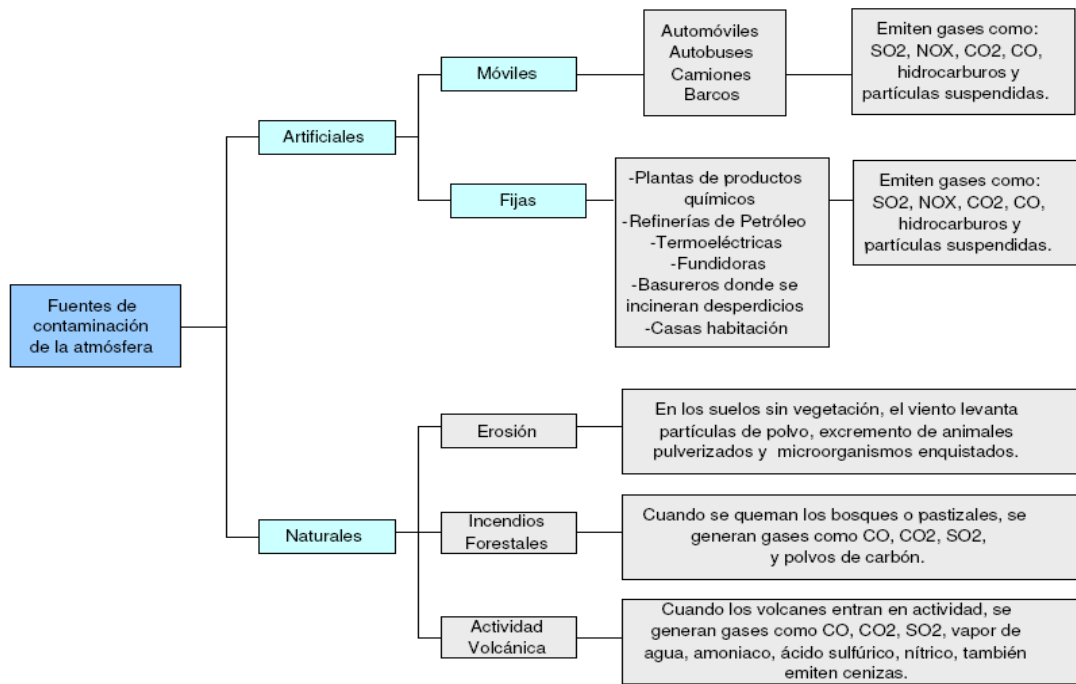 Fuentes de
contaminación
de la atmósfera
Artificiales
Móviles
Automóviles
Autobuses
Camiones
Barcos
Emiten gases como:
SO2, NOX, CO2, CO,
hidrocarburos y
partículas suspendidas.
Fijas
-Plantas de productos
químicos
-Refinerías de Petróleo
-Termoeléctricas
-Fundidoras
-Basureros donde se
incineran desperdicios
-Casas habitación
Emiten gases como:
SO2, NOX, CO2, CO,
hidrocarburos y
partículas suspendidas.
Naturales
Erosión
En los suelos sin vegetación, el viento levanta
partículas de polvo, excremento de animales
pulverizados y  microorganismos enquistados.
Incendios
Forestales
Cuando se queman los bosques o pastizales, se
generan gases como CO, CO2, SO2,
y polvos de carbón.
Actividad
Volcánica
Cuando los volcanes entran en actividad, se
generan gases como CO, CO2, SO2, vapor de
agua, amoniaco, ácido sulfúrico, nítrico, también
emiten cenizas.